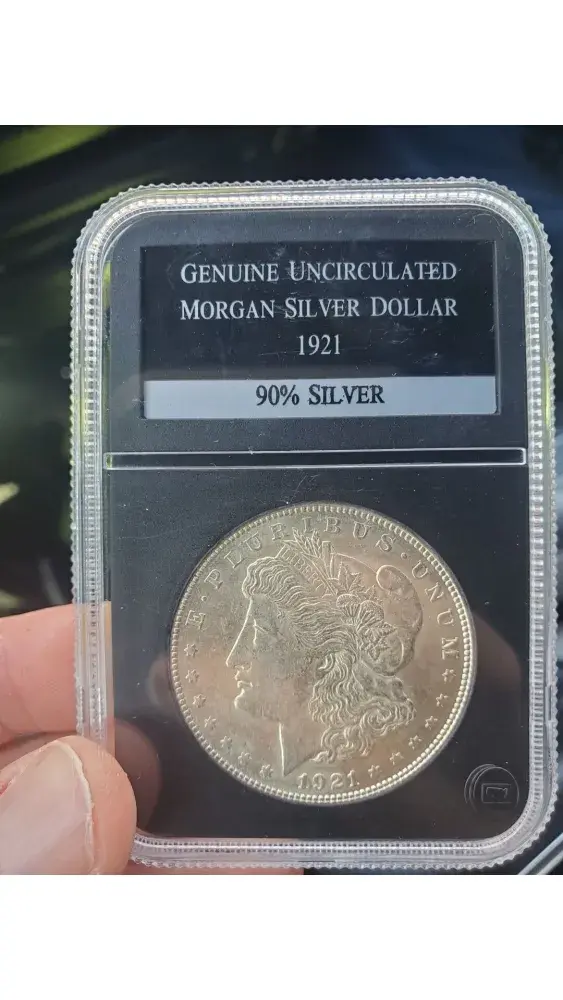 GENUINE UNCIRCULATED
MORGAN SILVER DOLLAR
1921
90% SILVER
E · PLURIBUS · UNUM
LIBERTY
1921